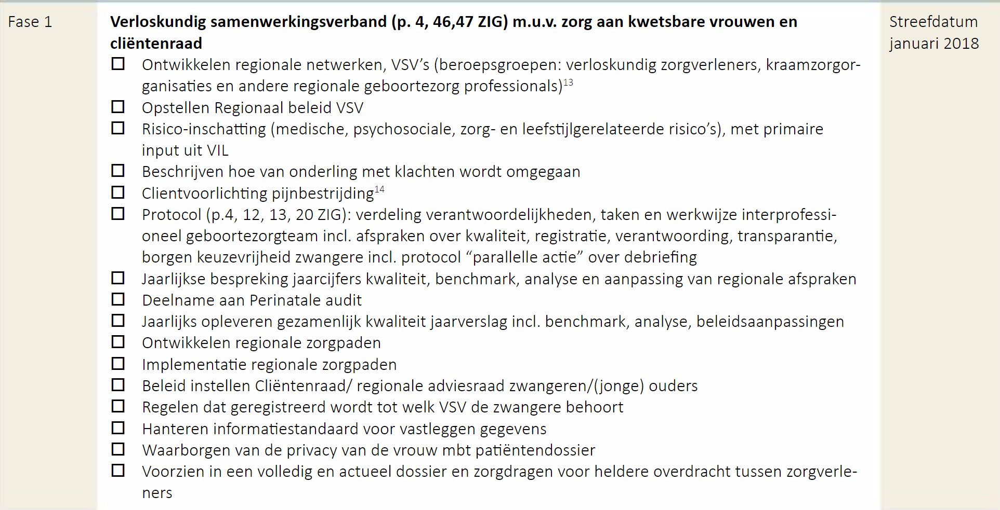 Fase 1
Verloskundig samenwerkingsverband (p. 4, 46,47 ZIG) m.u.v. zorg aan kwetsbare vrouwen en
cliëntenraad
Streefdatum
januari 2018
☐ Ontwikkelen regionale netwerken, VSV’s (beroepsgroepen: verloskundig zorgverleners, kraamzorgor-
ganisaties en andere regionale geboortezorg professionals)¹³
☐ Opstellen Regionaal beleid VSV
☐ Risico-inschatting (medische, psychosociale, zorg- en leefstijlgerelateerde risico’s), met primaire
input uit VIL
☐ Beschrijven hoe van onderling met klachten wordt omgegaan
☐ Clientvoorlichting pijnbestrijding¹⁴
☐ Protocol (p.4, 12, 13, 20 ZIG): verdeling verantwoordelijkheden, taken en werkwijze interprofessi-
oneel geboortezorgteam incl. afspraken over kwaliteit, registratie, verantwoording, transparantie,
borgen keuzevrijheid zwangere incl. protocol “parallelle actie” over debriefing
☐ Jaarlijkse bespreking jaarcijfers kwaliteit, benchmark, analyse en aanpassing van regionale afspraken
☐ Deelname aan Perinatale audit
☐ Jaarlijks opleveren gezamenlijk kwaliteit jaarverslag incl. benchmark, analyse, beleidsaanpassingen
☐ Ontwikkelen regionale zorgpaden
☐ Implementatie regionale zorgpaden
☐ Beleid instellen Cliëntenraad/ regionale adviesraad zwangeren/(jonge) ouders
☐ Regelen dat geregistreerd wordt tot welk VSV de zwangere behoort
☐ Hanteren informatiestandaard voor vastleggen gegevens
☐ Waarborgen van de privacy van de vrouw mbt patiëntendossier
☐ Voorzien in een volledig en actueel dossier en zorgdragen voor heldere overdracht tussen zorgverle-
ners